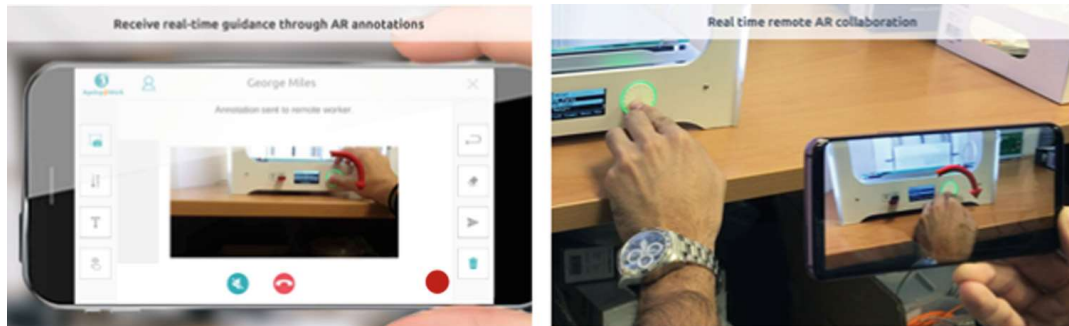 Receive real-time guidance through AR annotations
George Miles
Annotation sent to remote worker.
T
Real time remote AR collaboration